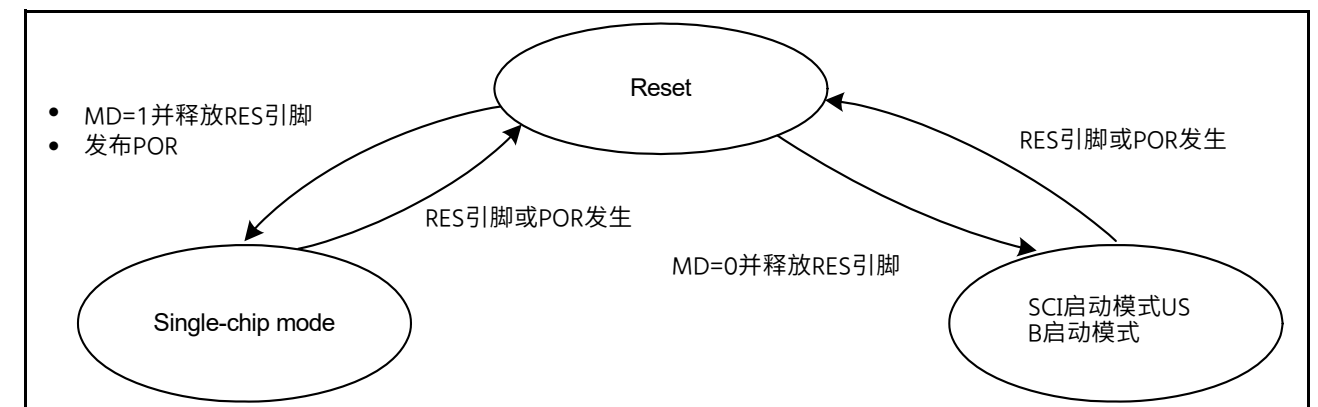 Reset
• MD=1并释放RES引脚
• 发布POR
RES引脚或POR发生
RES引脚或POR发生
MD=0并释放RES引脚
Single-chip mode
SCI启动模式US
B启动模式